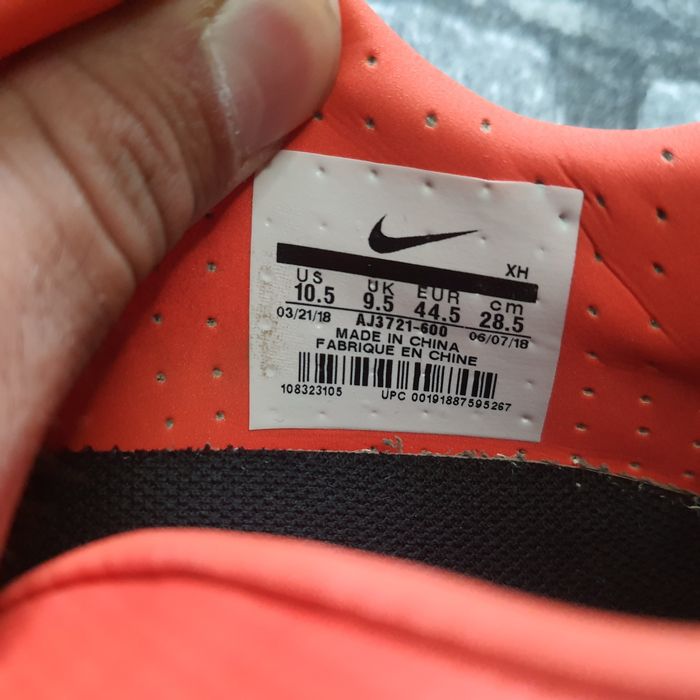 XH
US UK EUR cm
10.5 9.5 44.5 28.5
03/21/18 AJ3721-600 06/07/18
MADE IN CHINA
FABRIQUE EN CHINE
108323105 UPC 00191887595267